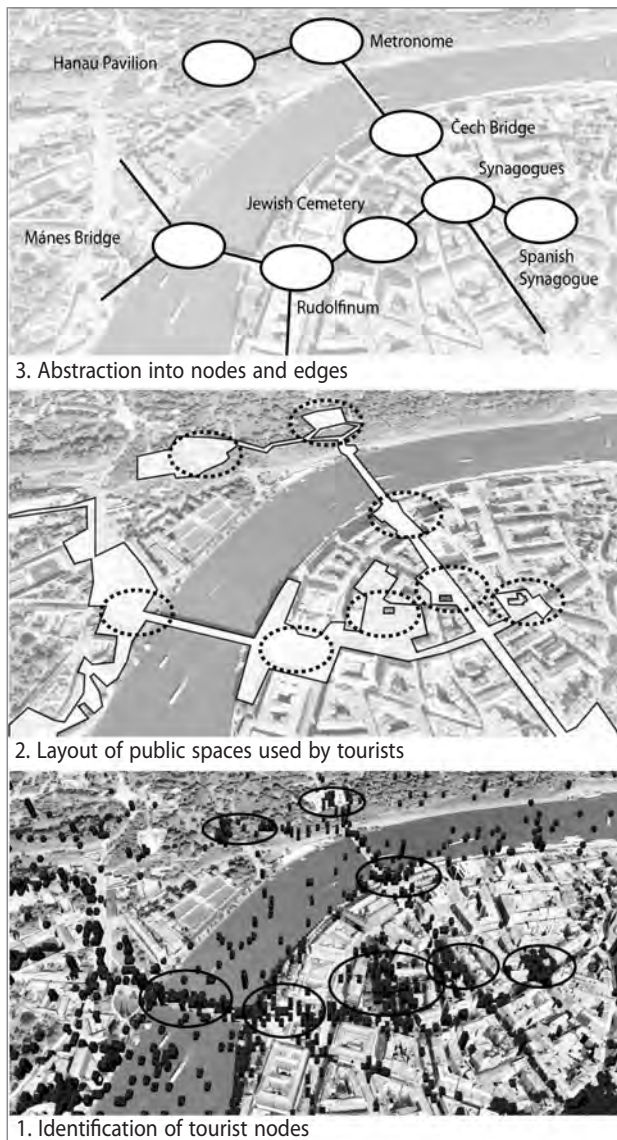 Metronome
Hanau Pavilion
Čech Bridge
Synagogues
Jewish Cemetery
Mánes Bridge
Spanish
Synagogue
Rudolfinum
3. Abstraction into nodes and edges
2. Layout of public spaces used by tourists
1. Identification of tourist nodes